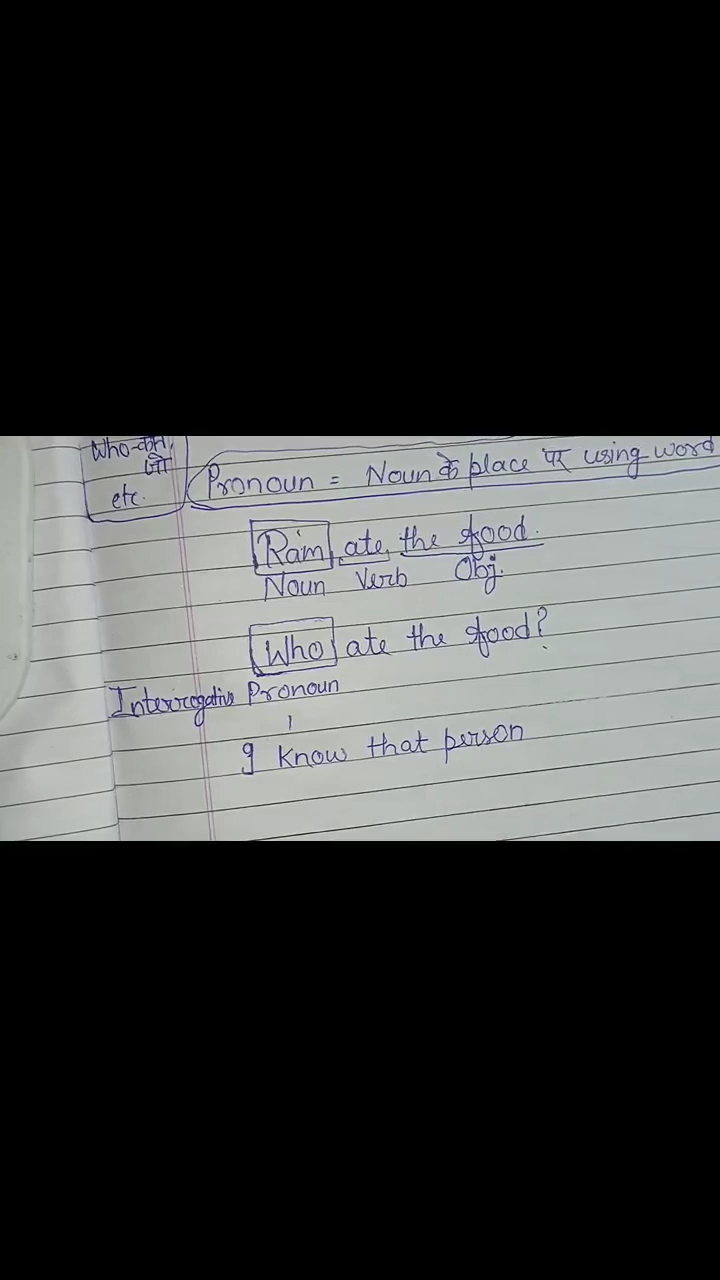 Who-कौन,
जो
etc.
Pronoun = Noun के place पर using word
Ram ate the food.
Noun Verb Obj.
Who ate the food?
Interrogative Pronoun
I know that person